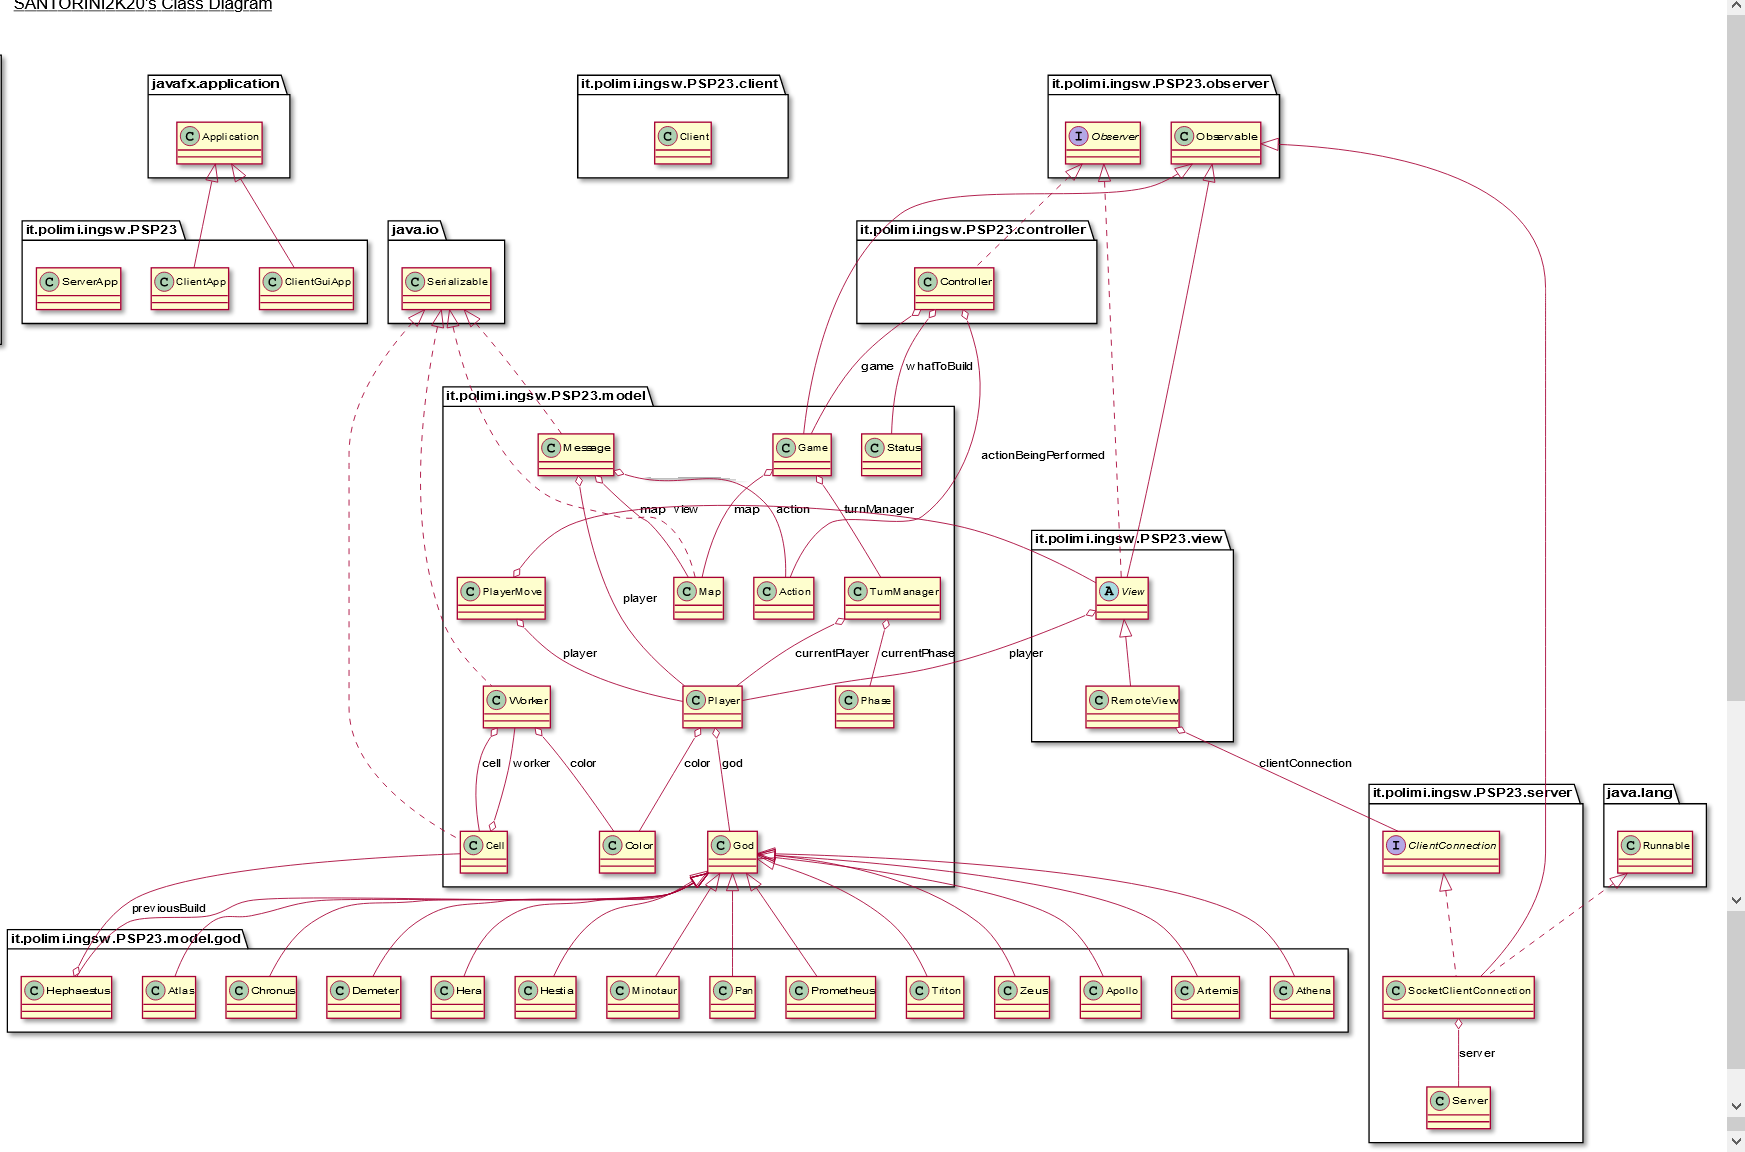 SANTORINI2K20's Class Diagram
javafx.application
C Application
it.polimi.ingsw.PSP23.client
C Client
it.polimi.ingsw.PSP23.observer
I Observer
C Observable
it.polimi.ingsw.PSP23
C ServerApp
C ClientApp
C ClientGuiApp
java.io
C Serializable
it.polimi.ingsw.PSP23.controller
C Controller
game
whatToBuild
actionBeingPerformed
it.polimi.ingsw.PSP23.model
C Message
C Game
C Status
map
view
map
action
turnManager
C PlayerMove
C Map
C Action
C TurnManager
player
player
currentPlayer
currentPhase
player
it.polimi.ingsw.PSP23.view
A View
C RemoteView
C Worker
C Player
C Phase
cell
worker
color
color
god
clientConnection
C Cell
C Color
C God
previousBuild
it.polimi.ingsw.PSP23.model.god
C Hephaestus
C Atlas
C Chronus
C Demeter
C Hera
C Hestia
C Minotaur
C Pan
C Prometheus
C Triton
C Zeus
C Apollo
C Artemis
C Athena
it.polimi.ingsw.PSP23.server
I ClientConnection
C SocketClientConnection
server
C Server
java.lang
C Runnable